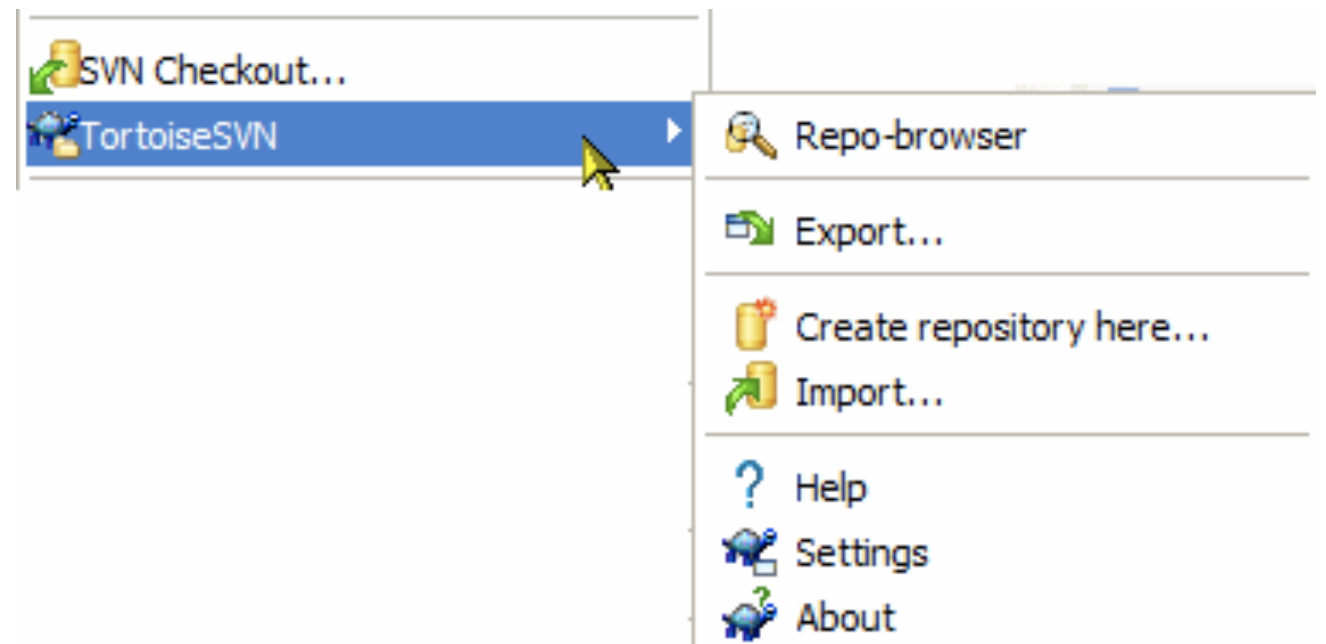 SVN Checkout...
TortoiseSVN
Repo-browser
Export...
Create repository here...
Import...
Help
Settings
About